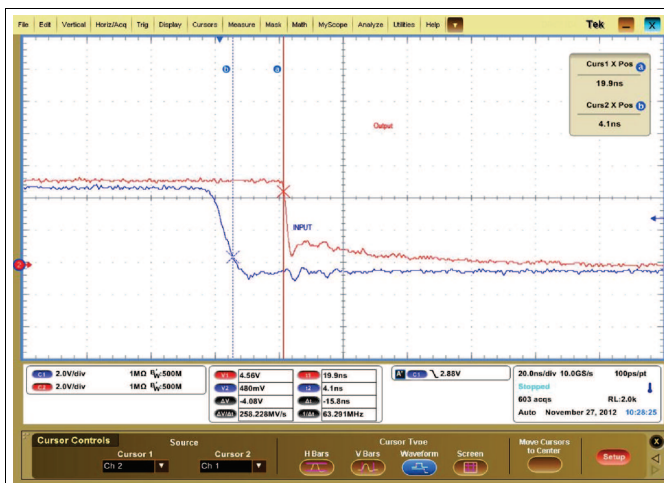 File Edit Vertical Horiz/Acq Trig Display Cursors Measure Mask Math MyScope Analyze Utilities Help Tek X
b a
Curs1 X Pos a
19.9ns
Curs2 X Pos b
4.1ns
Output
INPUT
C1 2.0V/div 1MΩ BW:500M
C2 2.0V/div 1MΩ BW:500M
V1 4.56V t1 19.9ns
V2 480mV t2 4.1ns
ΔV -4.08V Δt -15.8ns
ΔV/Δt 258.228MV/s 1/Δt 63.291MHz
A' C1 2.88V
20.0ns/div 10.0GS/s 100ps/pt
Stopped
603 acqs RL:2.0k
Auto November 27, 2012 10:28:25
Cursor Controls Source Cursor Type Move Cursors X
to Center
Cursor 1 Cursor 2 H Bars V Bars Waveform Screen Setup
Ch 2 Ch 1